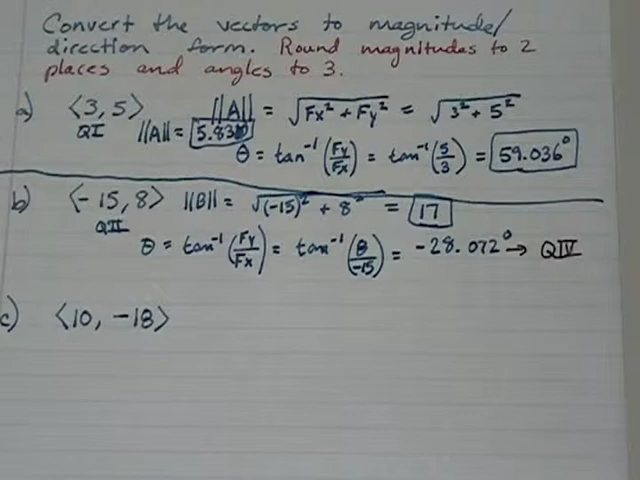 Convert the vectors to magnitude/
direction form. Round magnitudes to 2
places and angles to 3.
a) ⟨3, 5⟩ ||A|| = √(Fx² + Fy²) = √(3² + 5²)
QI ||A|| = 5.83
θ = tan⁻¹(Fy/Fx) = tan⁻¹(5/3) = 59.036°
b) ⟨-15, 8⟩ ||B|| = √((-15)² + 8²) = 17
QII
θ = tan⁻¹(Fy/Fx) = tan⁻¹(8/-15) = -28.072° → QIV
c) ⟨10, -18⟩